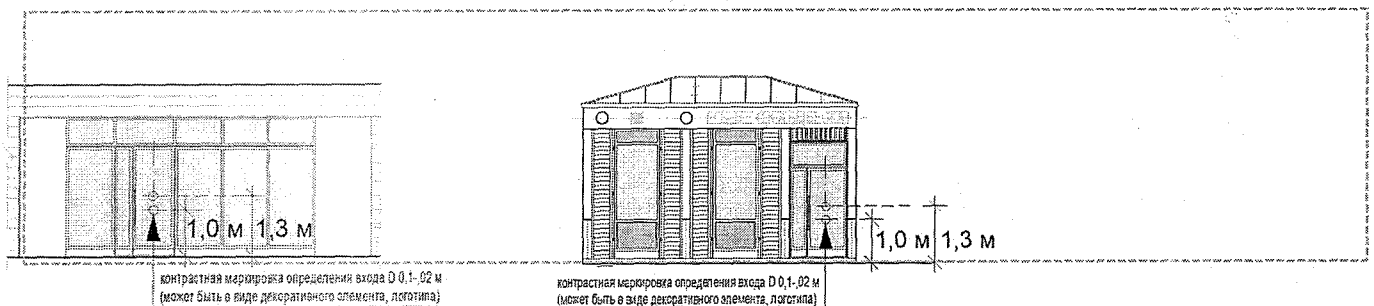 1,0 м 1,3 м
контрастная маркировка определения входа D 0,1-,02 м
(может быть в виде декоративного элемента, логотипа)
1,0 м 1,3 м
контрастная маркировка определения входа D 0,1-,02 м
(может быть в виде декоративного элемента, логотипа)